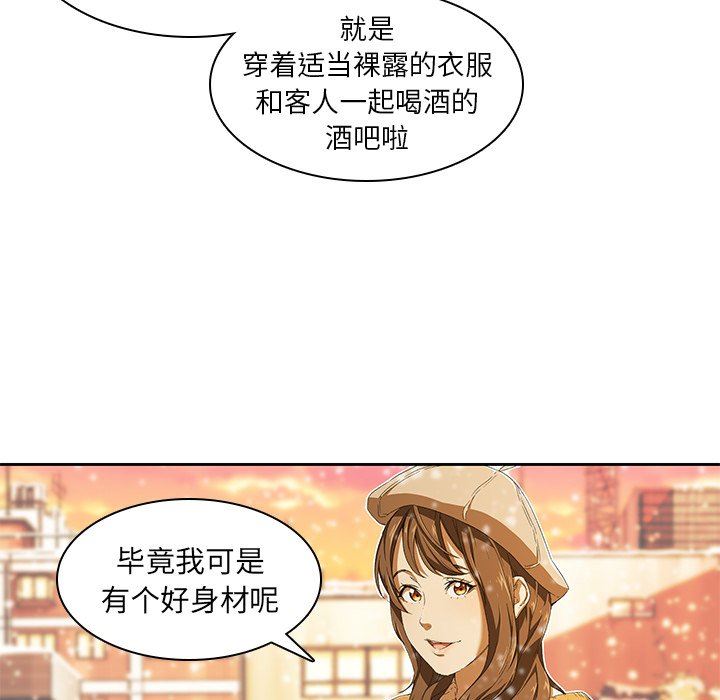 就是
穿着适当裸露的衣服
和客人一起喝酒的
酒吧啦
毕竟我可是
有个好身材呢